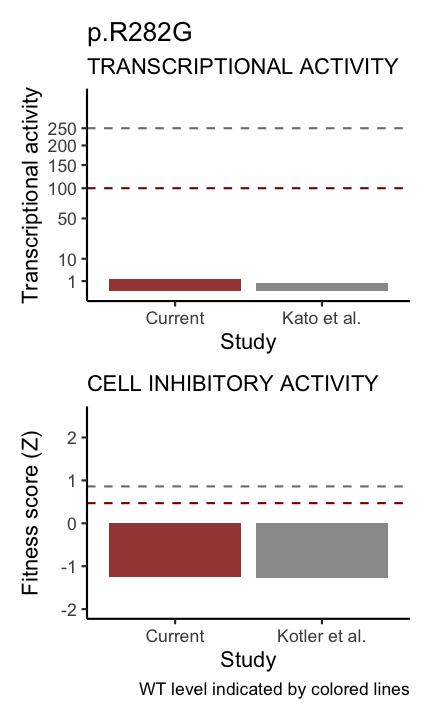 p.R282G
TRANSCRIPTIONAL ACTIVITY
Transcriptional activity
250
200
150
100
50
10
1
Current
Kato et al.
Study
CELL INHIBITORY ACTIVITY
Fitness score (Z)
2
1
0
-1
-2
Current
Kotler et al.
Study
WT level indicated by colored lines